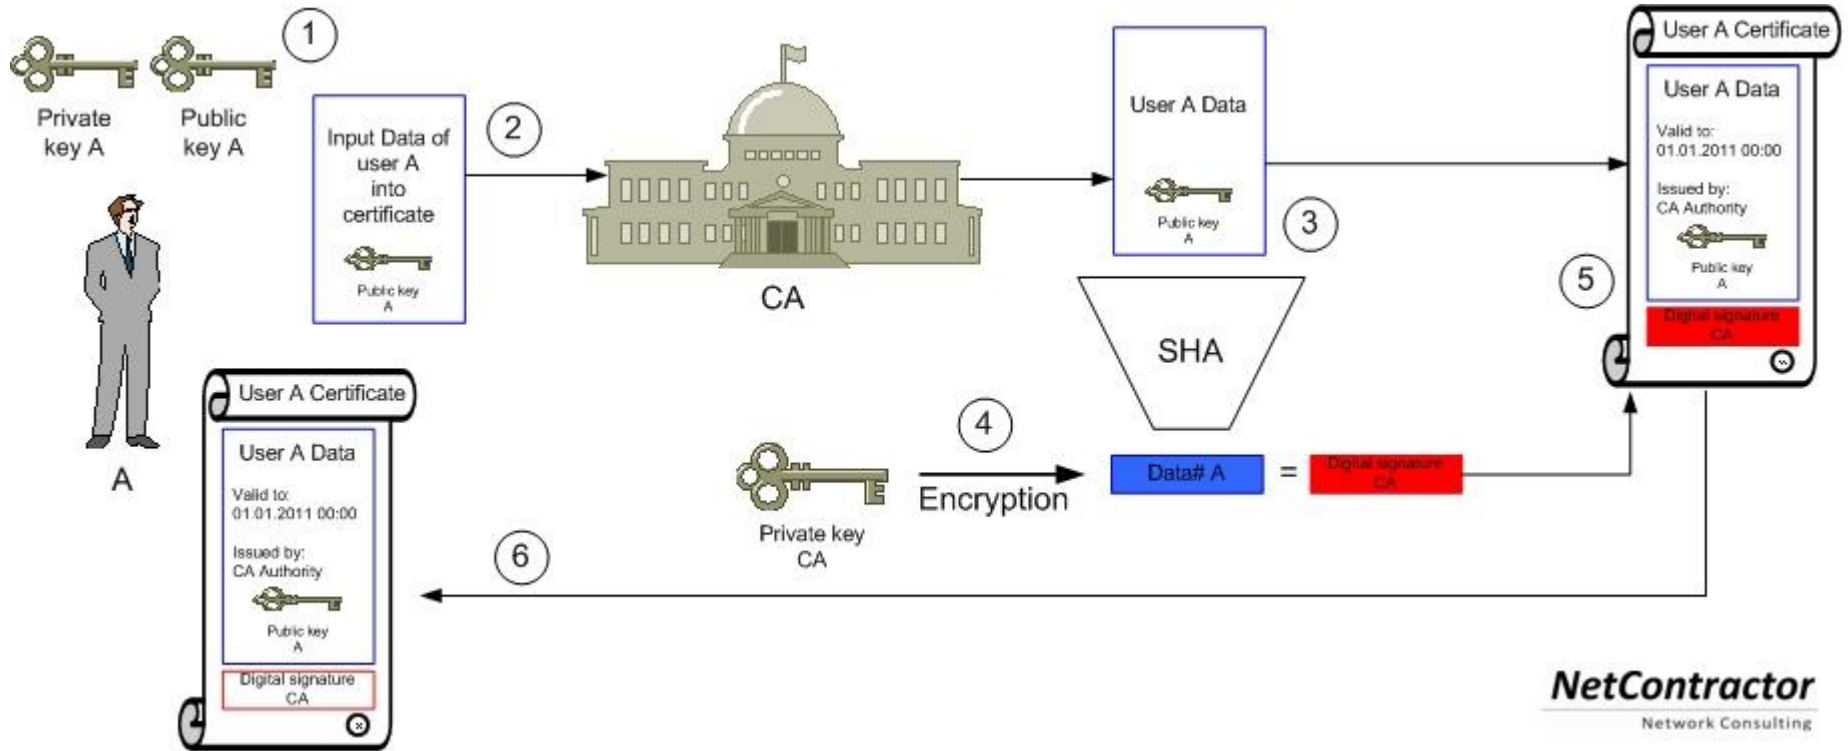 1
Private
key A
Public
key A
Input Data of
user A
into
certificate
Public key
A
2
CA
User A Data
Public key
A
3
SHA
User A Certificate
User A Data
Valid to:
01.01.2011 00:00
Issued by:
CA Authority
Public key
A
Digital signature
CA
5
A
4
Encryption
Private key
CA
Data# A
=
Digital signature
CA
6
User A Certificate
User A Data
Valid to:
01.01.2011 00:00
Issued by:
CA Authority
Public key
A
Digital signature
CA
NetContractor
Network Consulting